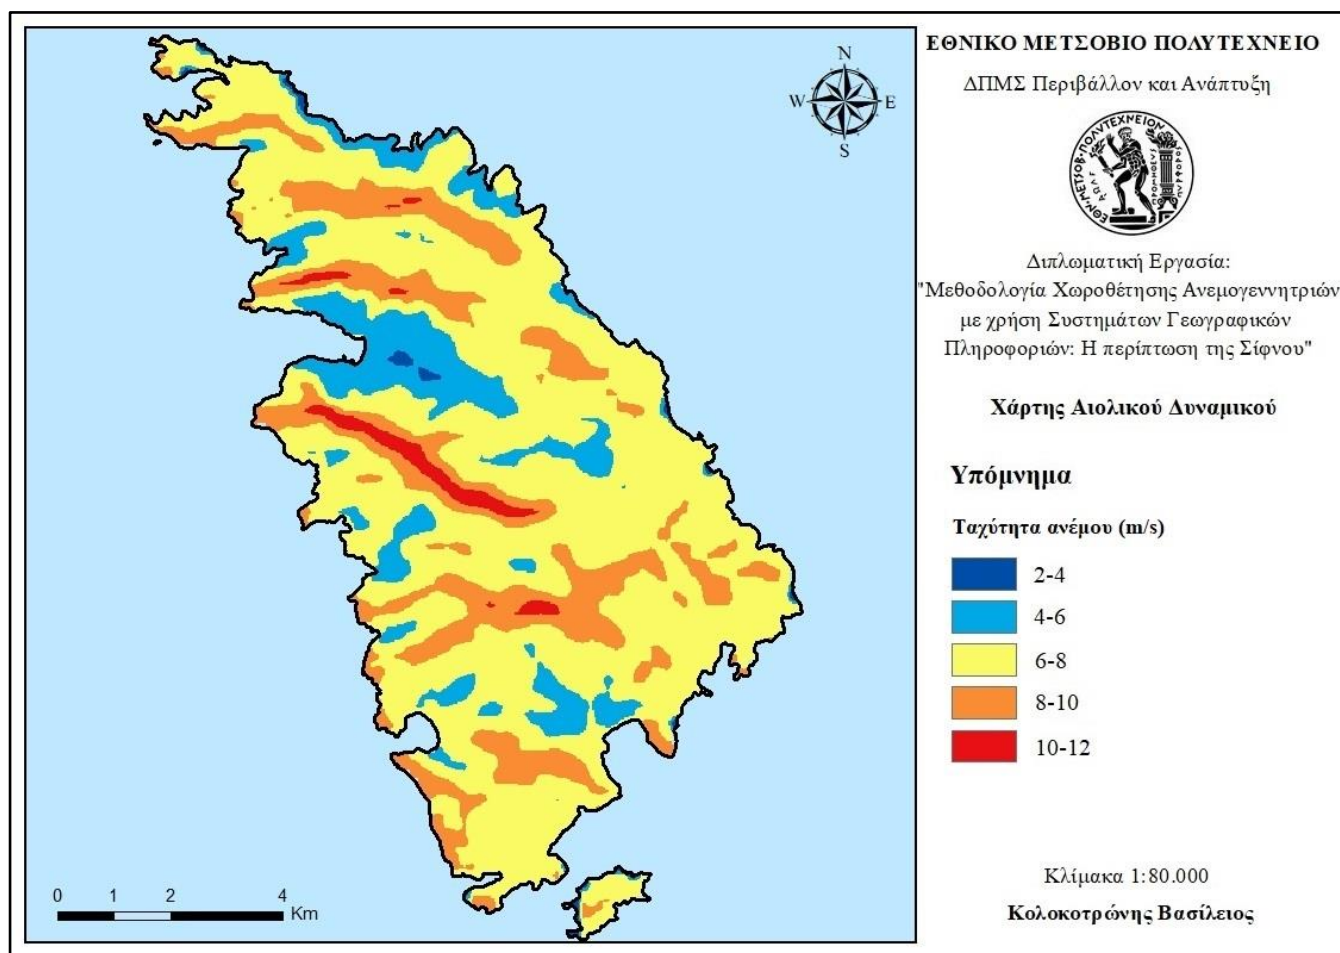 ΕΘΝΙΚΟ ΜΕΤΣΟΒΙΟ ΠΟΛΥΤΕΧΝΕΙΟ
ΔΠΜΣ Περιβάλλον και Ανάπτυξη
N
W E
S
Διπλωματική Εργασία:
"Μεθοδολογία Χωροθέτησης Ανεμογεννητριών
με χρήση Συστημάτων Γεωγραφικών
Πληροφοριών: Η περίπτωση της Σίφνου"
Χάρτης Αιολικού Δυναμικού
Υπόμνημα
Ταχύτητα ανέμου (m/s)
2-4
4-6
6-8
8-10
10-12
0 1 2 4
Km
Κλίμακα 1:80.000
Κολοκοτρώνης Βασίλειος